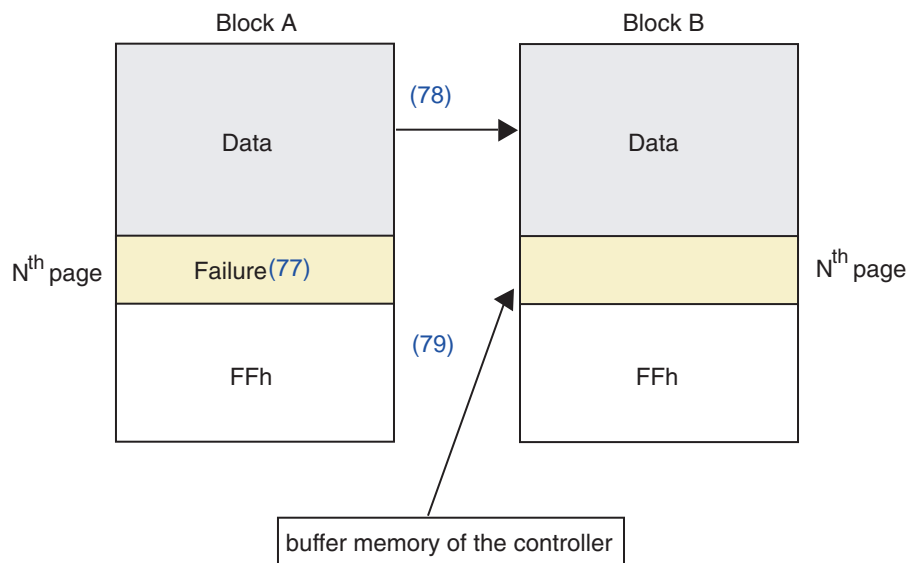 Block A
Block B
(78)
Data
Data
Nth page
Failure(77)
Nth page
(79)
FFh
FFh
buffer memory of the controller